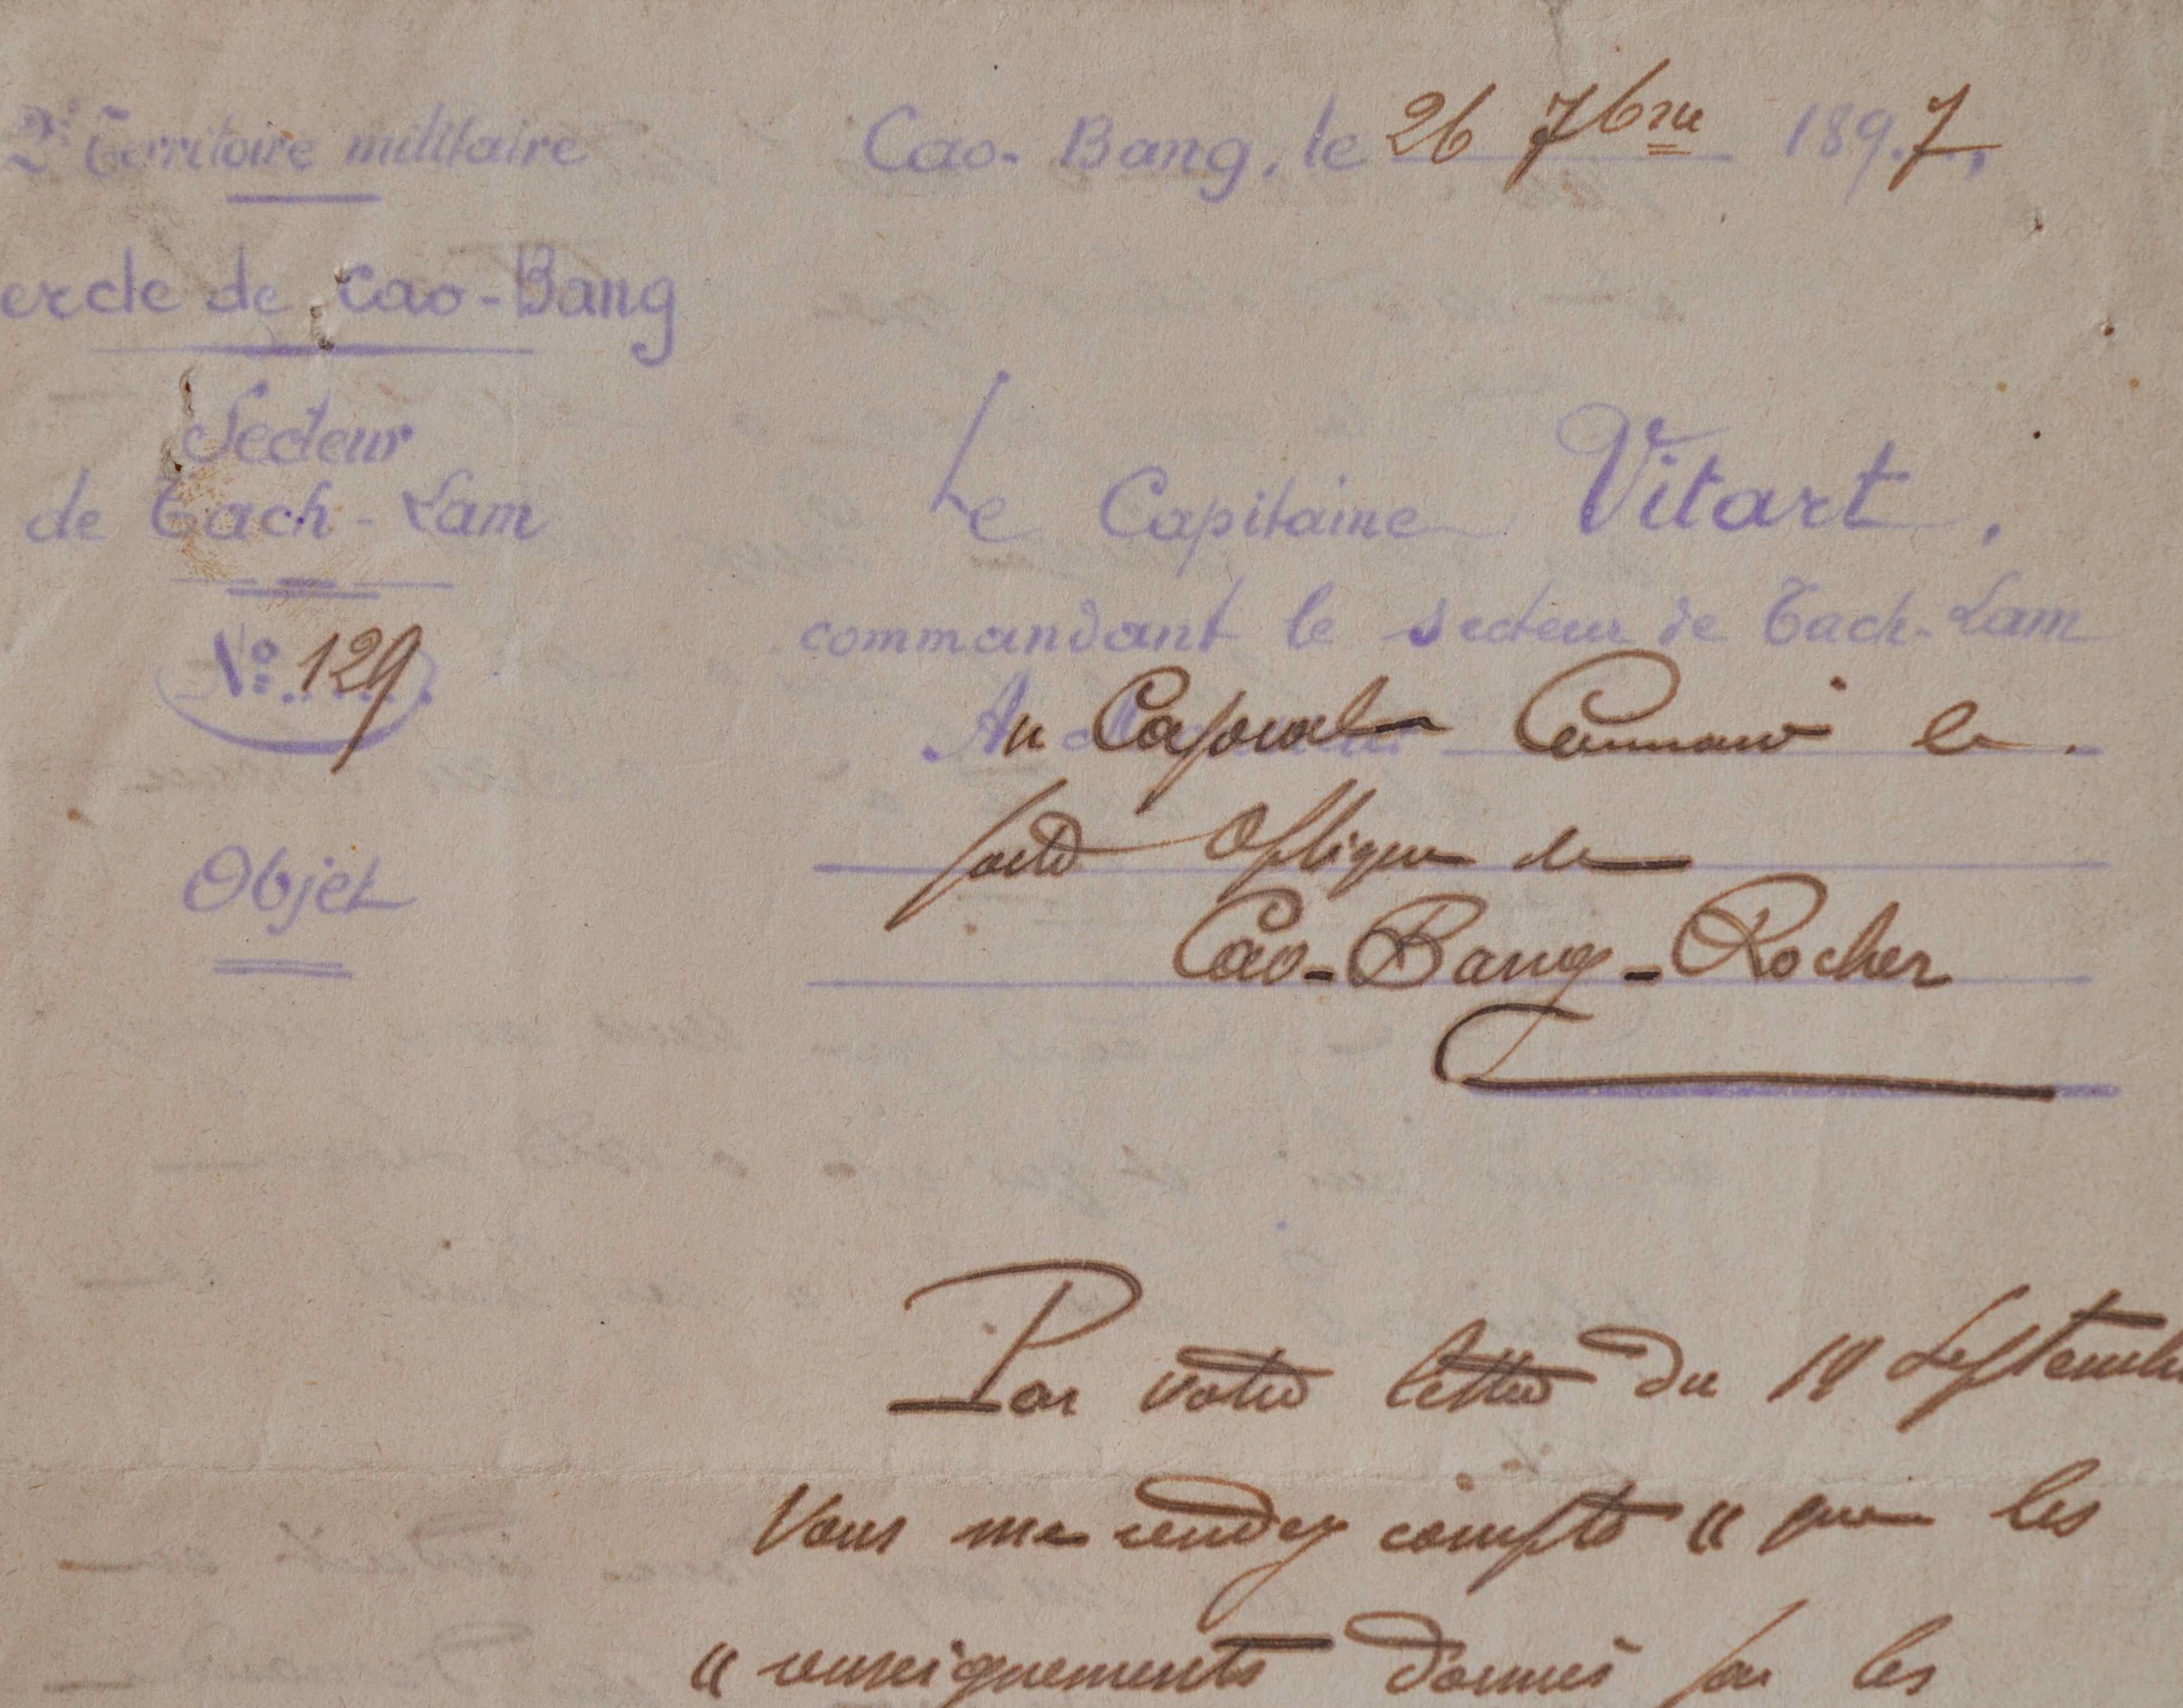 2e Territoire militaire
Cao-Bang, le 26 7bre 1897
ercle de Cao-Bang
Secteur
de Tach-Lam
No 129
Objet
Le Capitaine Vitart,
commandant le secteur de Tach-Lam
Au Caporal Command le
poste Optique de
Cao-Bang-Rocher
Par votre lettre du 19 Septembre
Vous me rendez compte " que les
" renseignements donnés par les